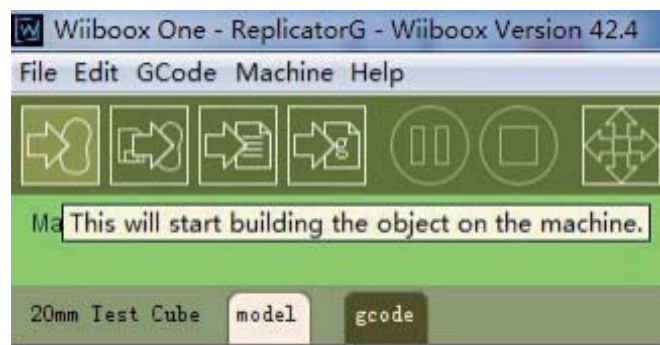 Wiiboox One - ReplicatorG - Wiiboox Version 42.4
File Edit GCode Machine Help
g
Ma This will start building the object on the machine.
20mm Test Cube model gcode